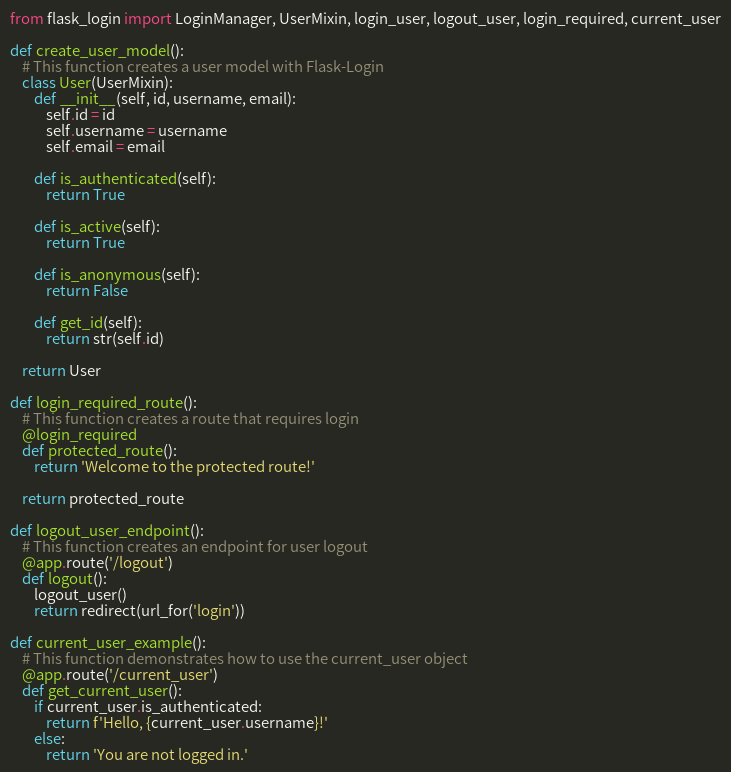 from flask_login import LoginManager, UserMixin, login_user, logout_user, login_required, current_user

def create_user_model():
    # This function creates a user model with Flask-Login
    class User(UserMixin):
        def __init__(self, id, username, email):
            self.id = id
            self.username = username
            self.email = email

        def is_authenticated(self):
            return True

        def is_active(self):
            return True

        def is_anonymous(self):
            return False

        def get_id(self):
            return str(self.id)

    return User

def login_required_route():
    # This function creates a route that requires login
    @login_required
    def protected_route():
        return 'Welcome to the protected route!'

    return protected_route

def logout_user_endpoint():
    # This function creates an endpoint for user logout
    @app.route('/logout')
    def logout():
        logout_user()
        return redirect(url_for('login'))

def current_user_example():
    # This function demonstrates how to use the current_user object
    @app.route('/current_user')
    def get_current_user():
        if current_user.is_authenticated:
            return f'Hello, {current_user.username}!'
        else:
            return 'You are not logged in.'